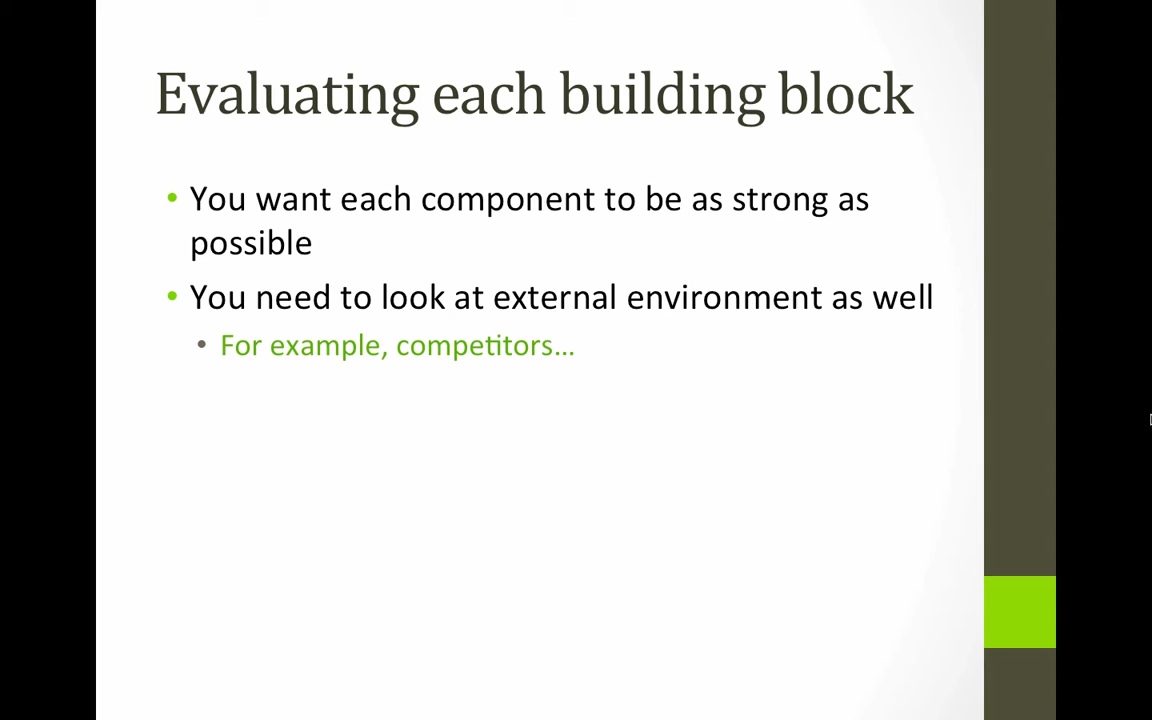 Evaluating each building block
• You want each component to be as strong as
possible
• You need to look at external environment as well
• For example, competitors...